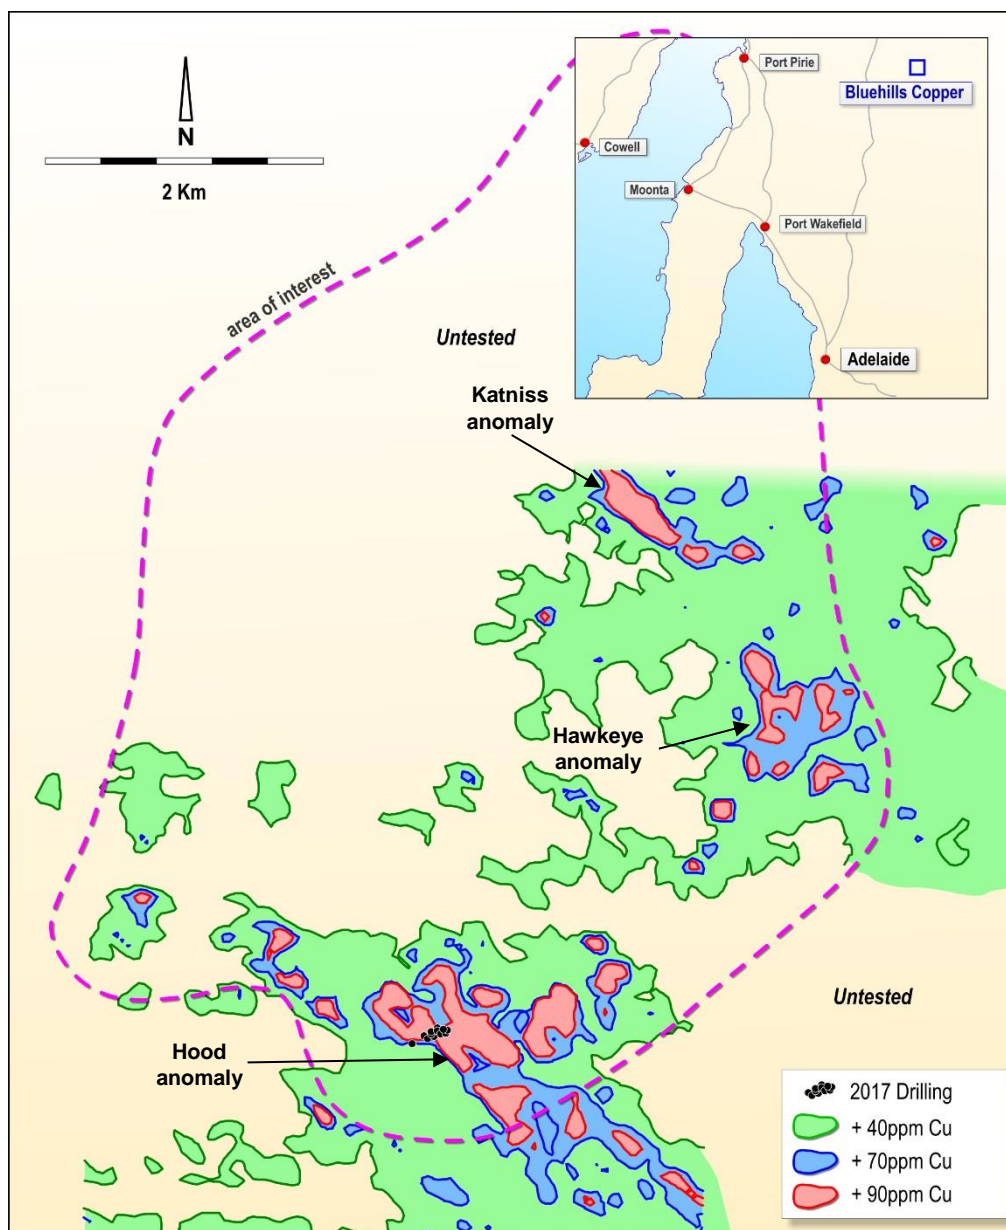 N
2 Km
area of interest
Port Pirie
Bluehills Copper
Cowell
Moonta
Port Wakefield
Adelaide
Untested
Katniss
anomaly
Hawkeye
anomaly
Untested
Hood
anomaly
2017 Drilling
+ 40ppm Cu
+ 70ppm Cu
+ 90ppm Cu